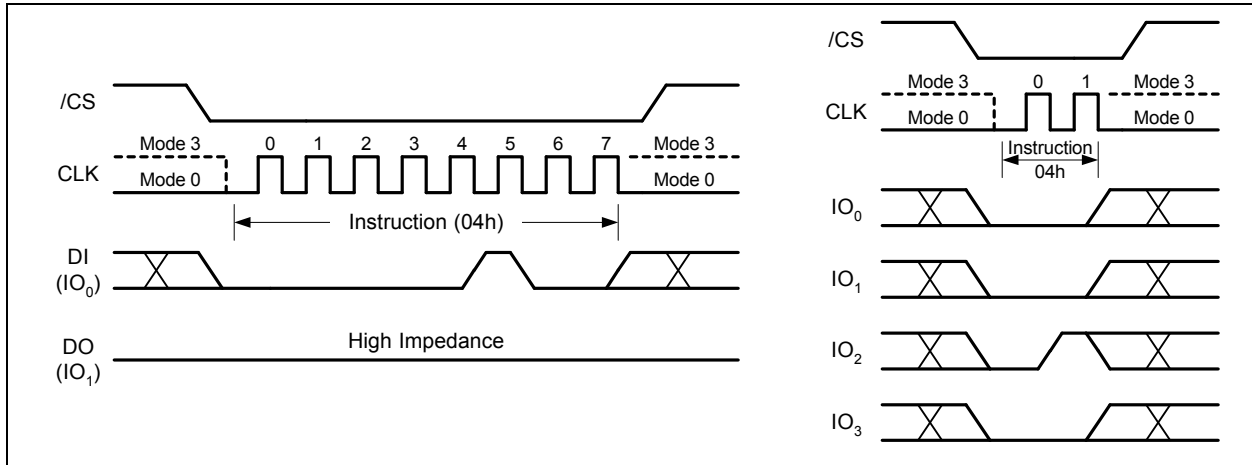 /CS
Mode 3 0 1 2 3 4 5 6 7 Mode 3
CLK
Mode 0 Mode 0
Instruction (04h)
DI
(IO0)
High Impedance
DO
(IO1)
/CS
Mode 3 0 1 Mode 3
CLK
Mode 0 Mode 0
Instruction
04h
IO0
IO1
IO2
IO3